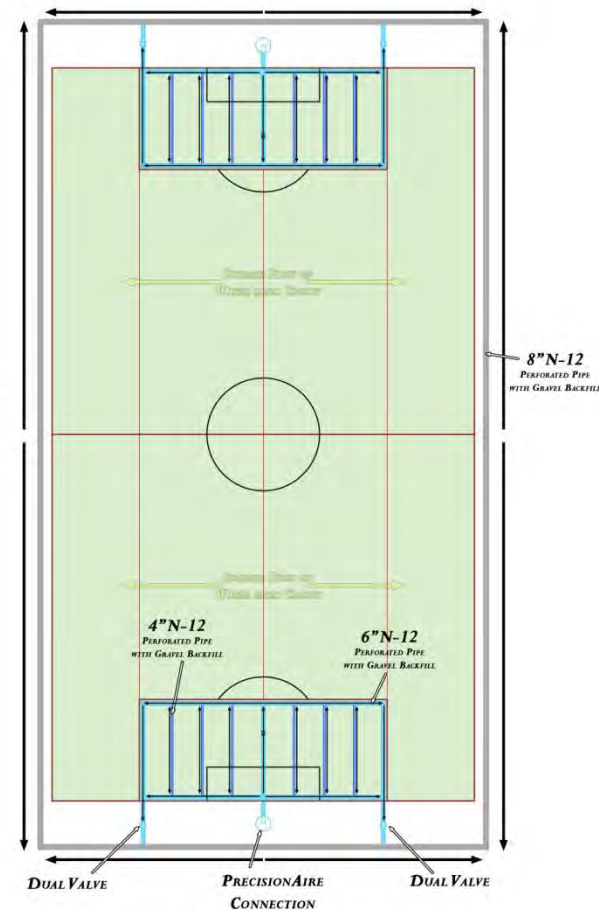 8”N-12
PERFORATED PIPE
WITH GRAVEL BACKFILL
4”N-12
PERFORATED PIPE
WITH GRAVEL BACKFILL
6”N-12
PERFORATED PIPE
WITH GRAVEL BACKFILL
DUAL VALVE
PRECISIONAIRE
CONNECTION
DUAL VALVE